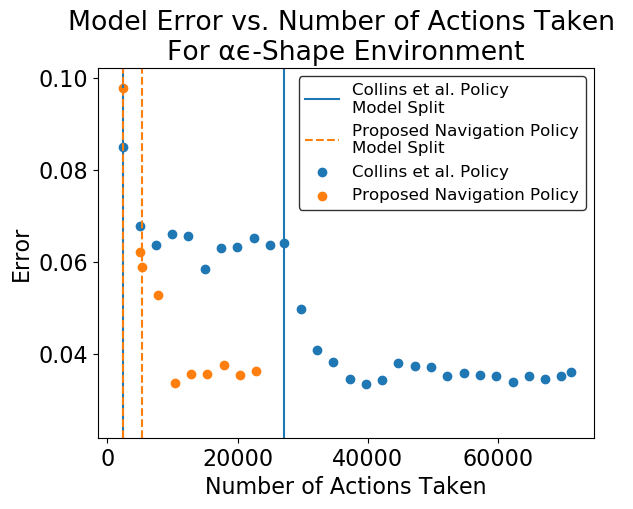 Model Error vs. Number of Actions Taken
For αϵ-Shape Environment
Collins et al. Policy
Model Split
Proposed Navigation Policy
Model Split
Collins et al. Policy
Proposed Navigation Policy
0.10
0.08
0.06
0.04
Error
0 20000 40000 60000
Number of Actions Taken